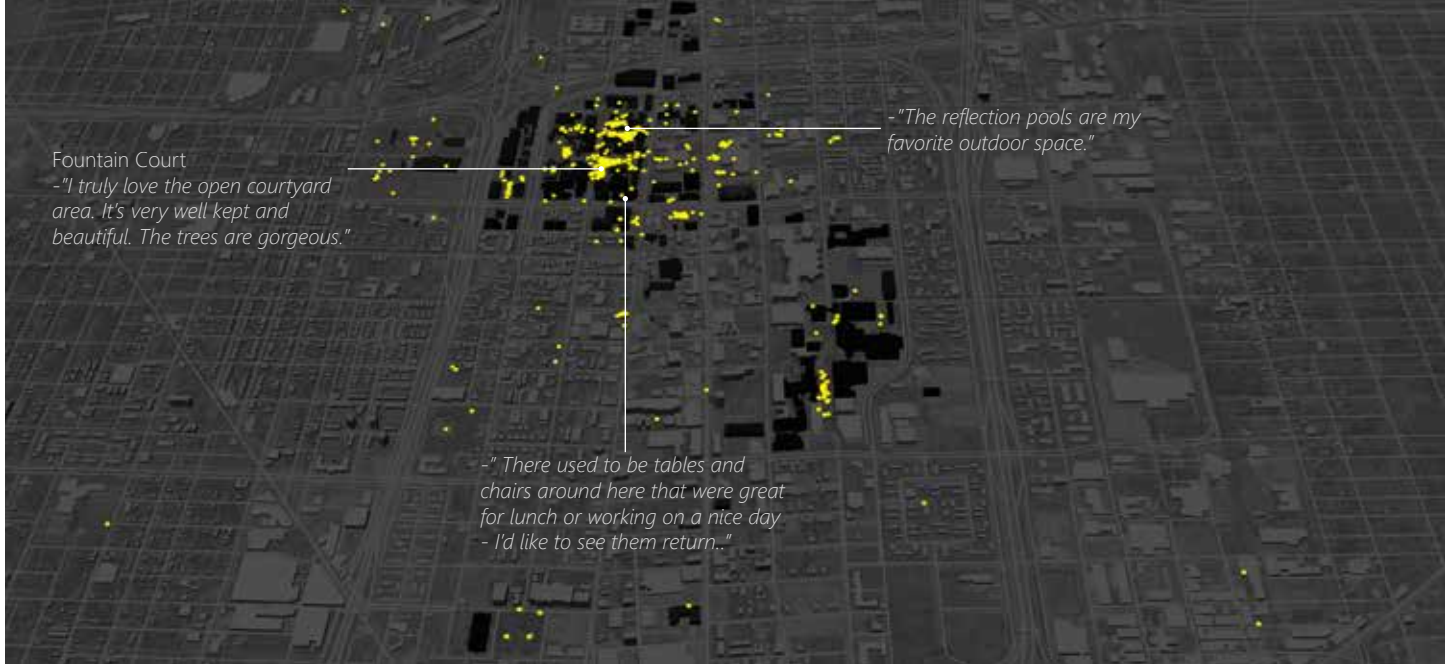 Fountain Court
-"I truly love the open courtyard
area. It's very well kept and
beautiful. The trees are gorgeous."
-"The reflection pools are my
favorite outdoor space."
-" There used to be tables and
chairs around here that were great
for lunch or working on a nice day
- I'd like to see them return.."